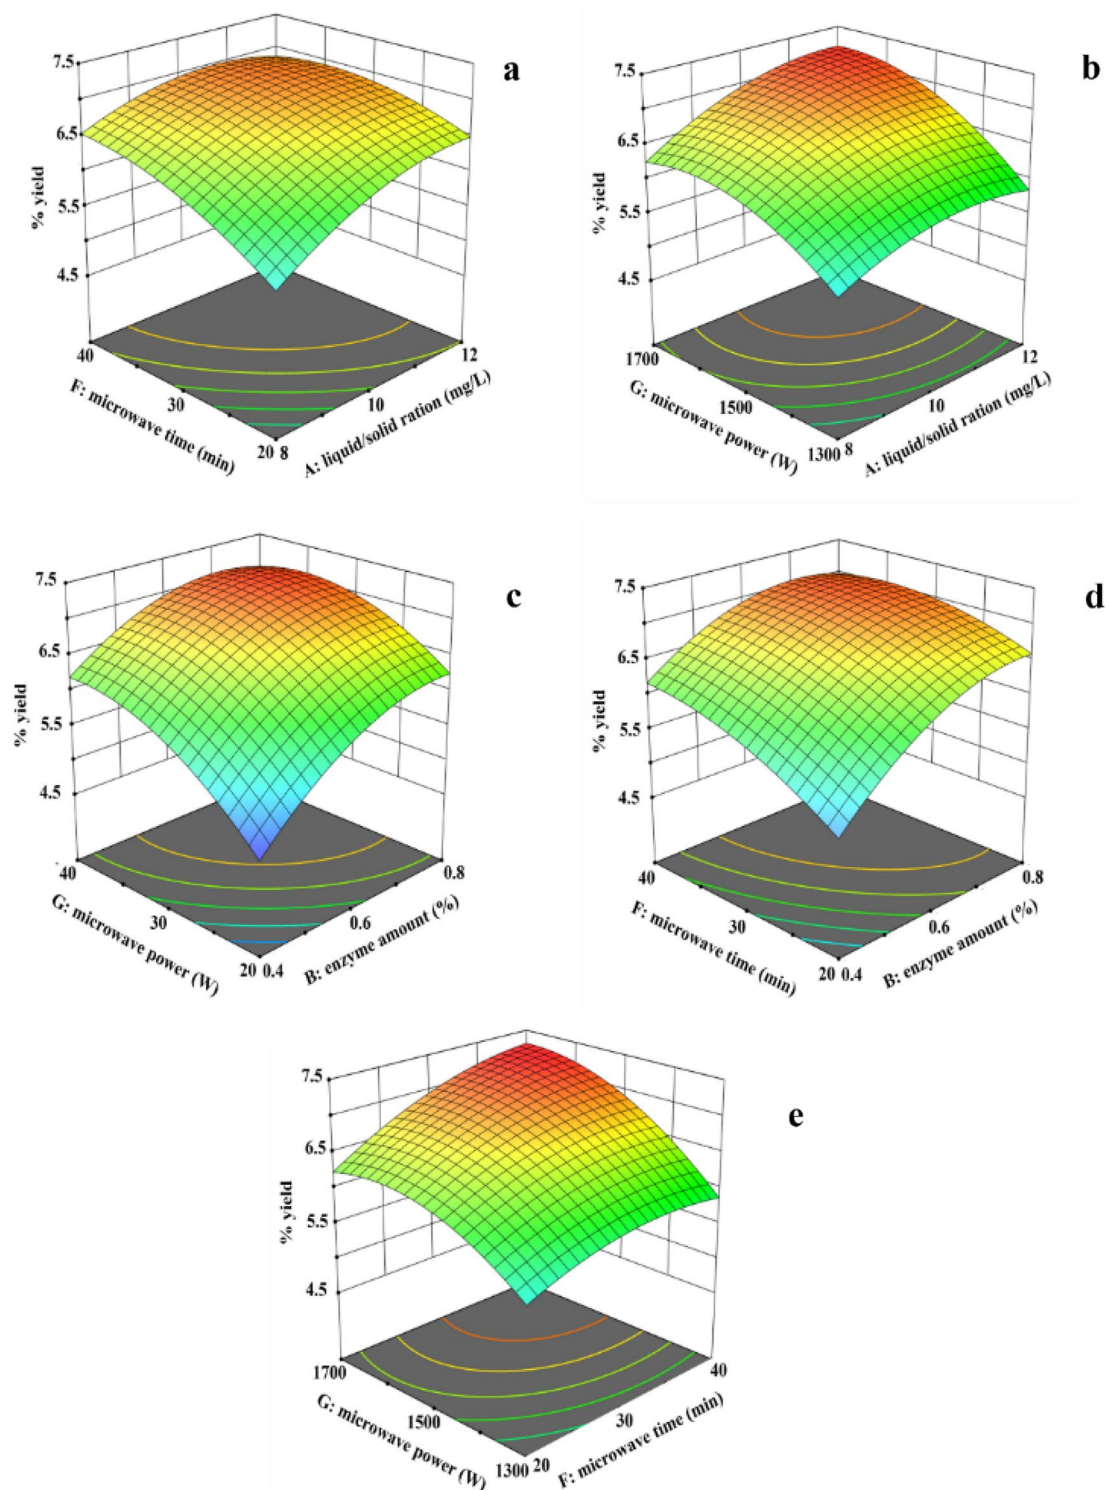 a
7.5
6.5
5.5
4.5
% yield
40
30
20 8
10
12
F: microwave time (min)
A: liquid/solid ration (mg/L)
b
7.5
6.5
5.5
4.5
% yield
1700
1500
1300 8
10
12
G: microwave power (W)
A: liquid/solid ration (mg/L)
c
7.5
6.5
5.5
4.5
% yield
40
30
20 0.4
0.6
0.8
G: microwave power (W)
B: enzyme amount (%)
d
7.5
6.5
5.5
4.5
% yield
40
30
20 0.4
0.6
0.8
F: microwave time (min)
B: enzyme amount (%)
e
7.5
6.5
5.5
4.5
% yield
1700
1500
1300 20
30
40
G: microwave power (W)
F: microwave time (min)